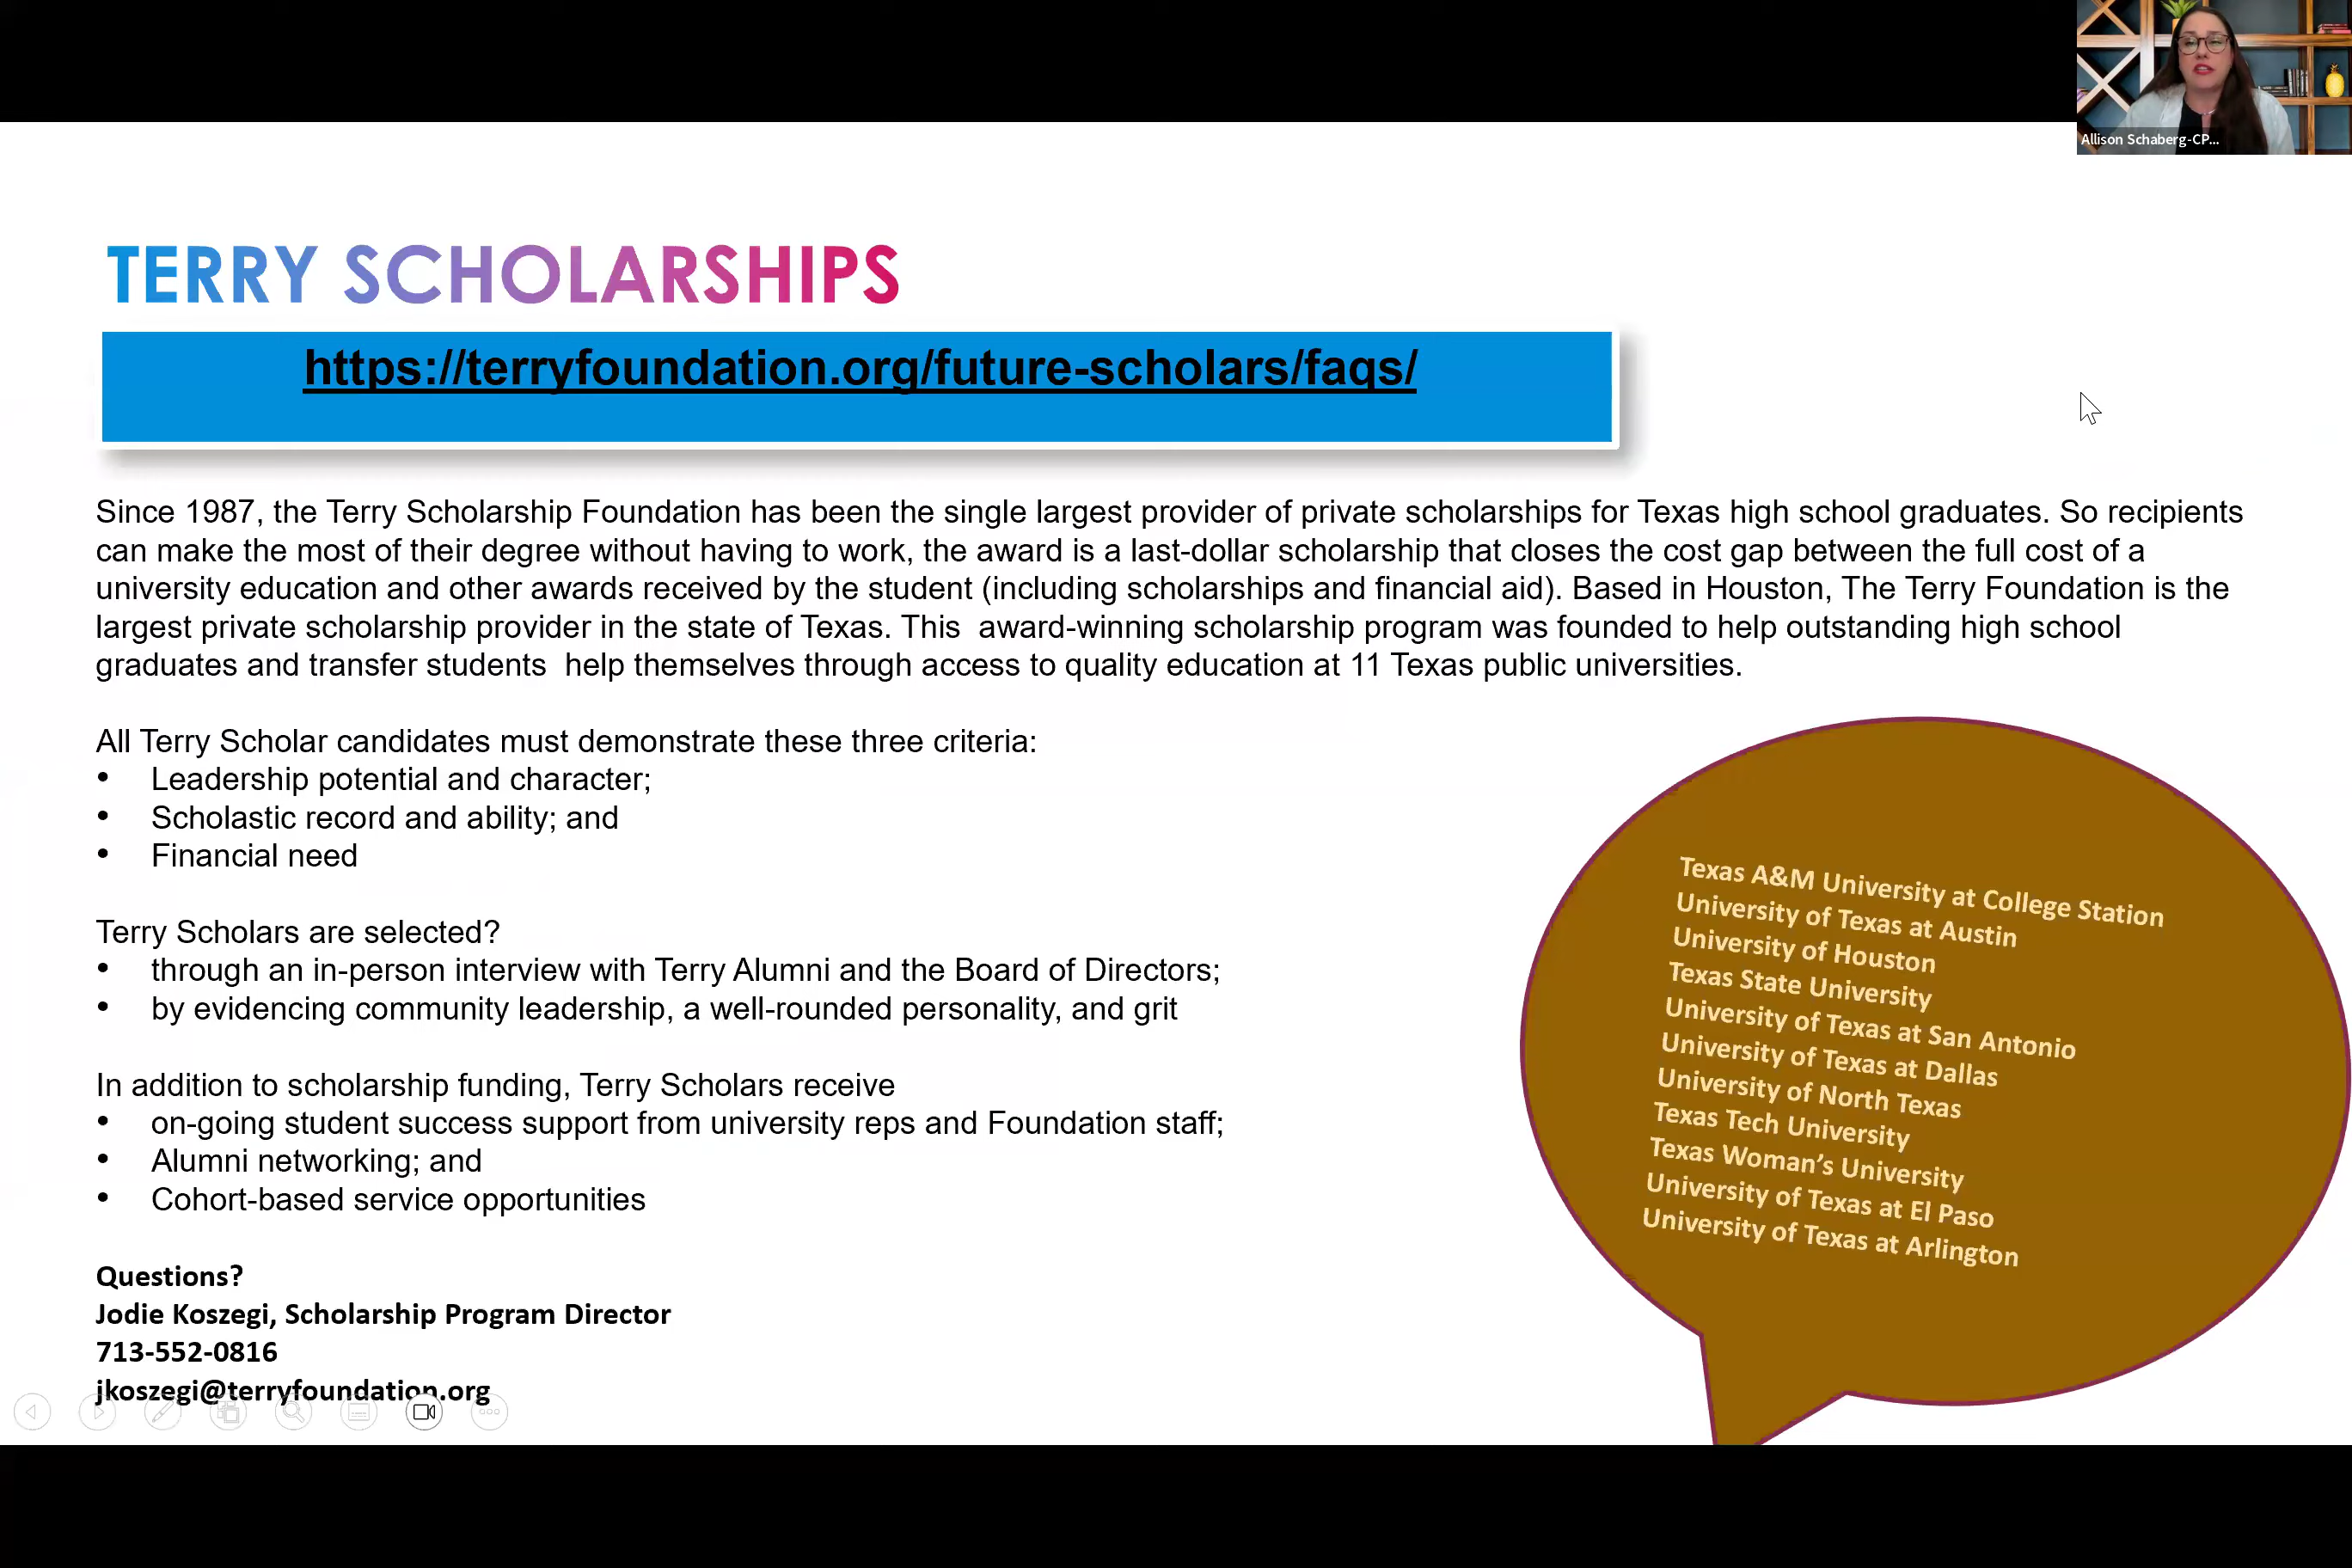 Allison Schaberg-CP...
TERRY SCHOLARSHIPS
https://terryfoundation.org/future-scholars/faqs/
Since 1987, the Terry Scholarship Foundation has been the single largest provider of private scholarships for Texas high school graduates. So recipients
can make the most of their degree without having to work, the award is a last-dollar scholarship that closes the cost gap between the full cost of a
university education and other awards received by the student (including scholarships and financial aid). Based in Houston, The Terry Foundation is the
largest private scholarship provider in the state of Texas. This  award-winning scholarship program was founded to help outstanding high school
graduates and transfer students  help themselves through access to quality education at 11 Texas public universities.
All Terry Scholar candidates must demonstrate these three criteria:
• Leadership potential and character;
• Scholastic record and ability; and
• Financial need
Terry Scholars are selected?
• through an in-person interview with Terry Alumni and the Board of Directors;
• by evidencing community leadership, a well-rounded personality, and grit
In addition to scholarship funding, Terry Scholars receive
• on-going student success support from university reps and Foundation staff;
• Alumni networking; and
• Cohort-based service opportunities
Questions?
Jodie Koszegi, Scholarship Program Director
713-552-0816
jkoszegi@terryfoundation.org
Texas A&M University at College Station
University of Texas at Austin
University of Houston
Texas State University
University of Texas at San Antonio
University of Texas at Dallas
University of North Texas
Texas Tech University
Texas Woman's University
University of Texas at El Paso
University of Texas at Arlington